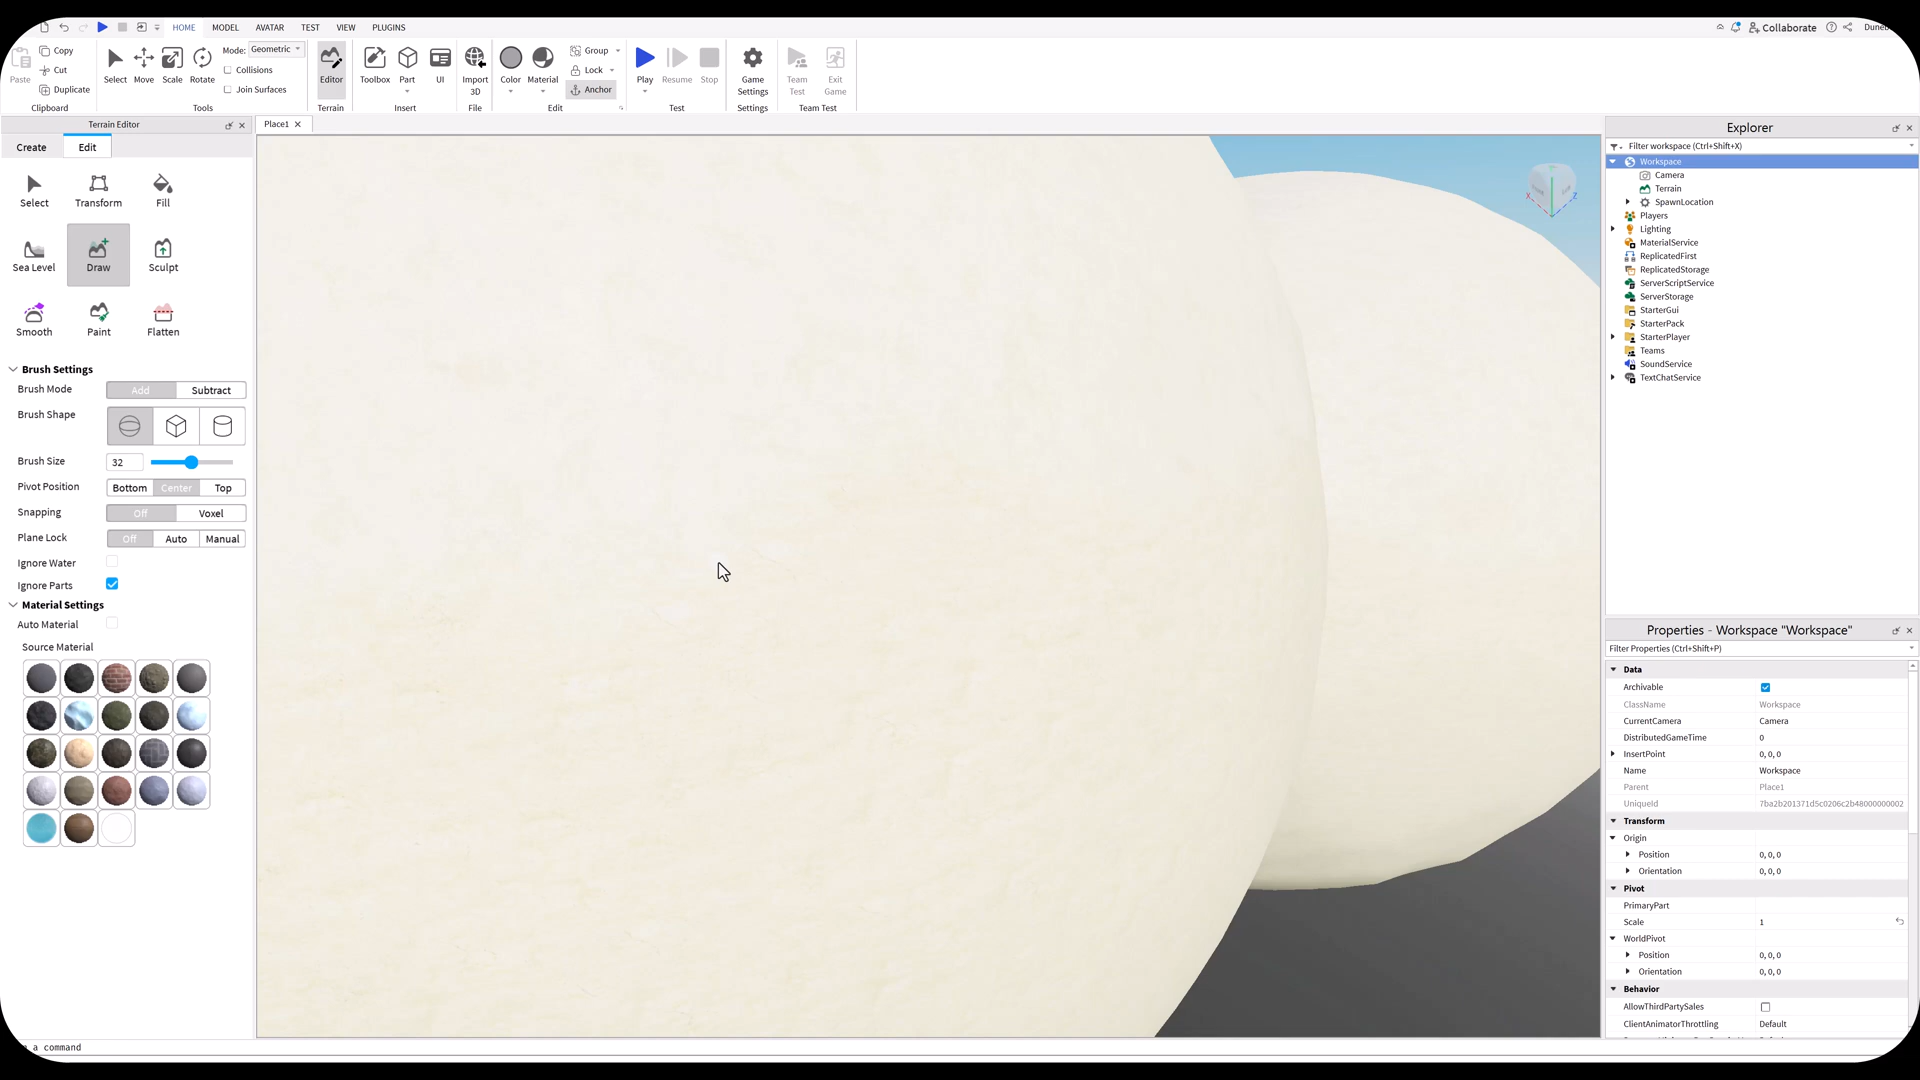 HOME MODEL AVATAR TEST VIEW PLUGINS
Collaborate
Paste
Copy
Cut
Duplicate
Clipboard
Select Move Scale Rotate
Mode: Geometric
Collisions
Join Surfaces
Tools
Editor
Terrain
Toolbox Part UI
Insert
Import
3D
File
Color Material
Group
Lock
Anchor
Edit
Play Resume Stop
Test
Game
Settings
Settings
Team
Test
Exit
Game
Team Test
Terrain Editor
Create Edit
Select Transform Fill
Sea Level Draw Sculpt
Smooth Paint Flatten
Brush Settings
Brush Mode Add Subtract
Brush Shape
Brush Size 32
Pivot Position Bottom Center Top
Snapping Off Voxel
Plane Lock Off Auto Manual
Ignore Water
Ignore Parts
Material Settings
Auto Material
Source Material
a command
Place1
X Z
Explorer
Filter workspace (Ctrl+Shift+X)
Workspace
Camera
Terrain
SpawnLocation
Players
Lighting
MaterialService
ReplicatedFirst
ReplicatedStorage
ServerScriptService
ServerStorage
StarterGui
StarterPack
StarterPlayer
Teams
SoundService
TextChatService
Properties - Workspace "Workspace"
Filter Properties (Ctrl+Shift+P)
Data
Archivable
ClassName Workspace
CurrentCamera Camera
DistributedGameTime 0
InsertPoint 0, 0, 0
Name Workspace
Parent Place1
UniqueId 7ba2b201371d5c0206c2b48000000002
Transform
Origin
Position 0, 0, 0
Orientation 0, 0, 0
Pivot
PrimaryPart
Scale 1
WorldPivot
Position 0, 0, 0
Orientation 0, 0, 0
Behavior
AllowThirdPartySales
ClientAnimatorThrottling Default